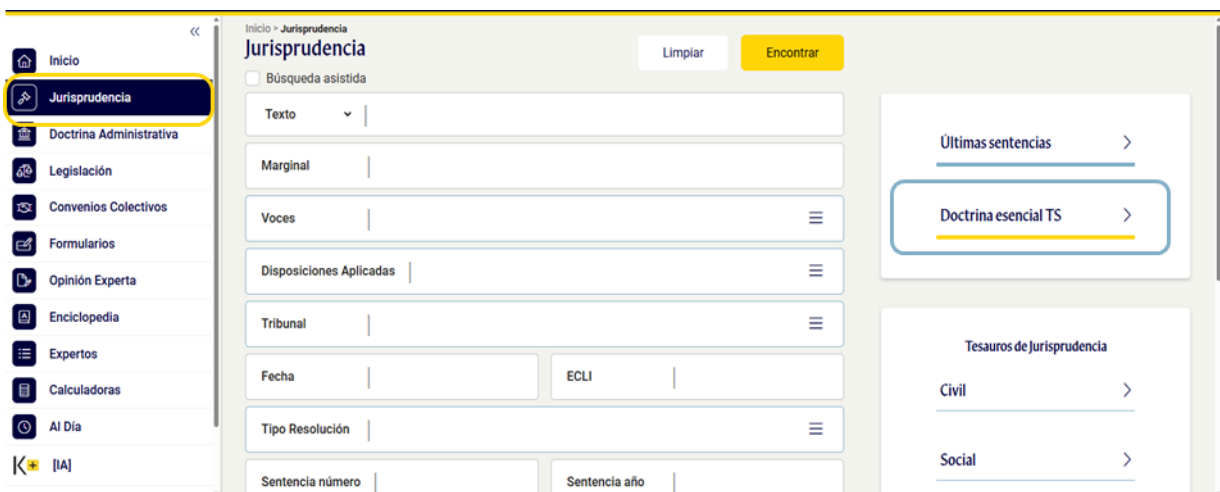 Inicio
Jurisprudencia
Doctrina Administrativa
Legislación
Convenios Colectivos
Formularios
Opinión Experta
Enciclopedia
Expertos
Calculadoras
Al Día
K+ [IA]
Inicio > Jurisprudencia
Jurisprudencia
Limpiar
Encontrar
Búsqueda asistida
Texto
Marginal
Voces
Disposiciones Aplicadas
Tribunal
Fecha
ECLI
Tipo Resolución
Sentencia número
Sentencia año
Últimas sentencias
Doctrina esencial TS
Tesauros de Jurisprudencia
Civil
Social